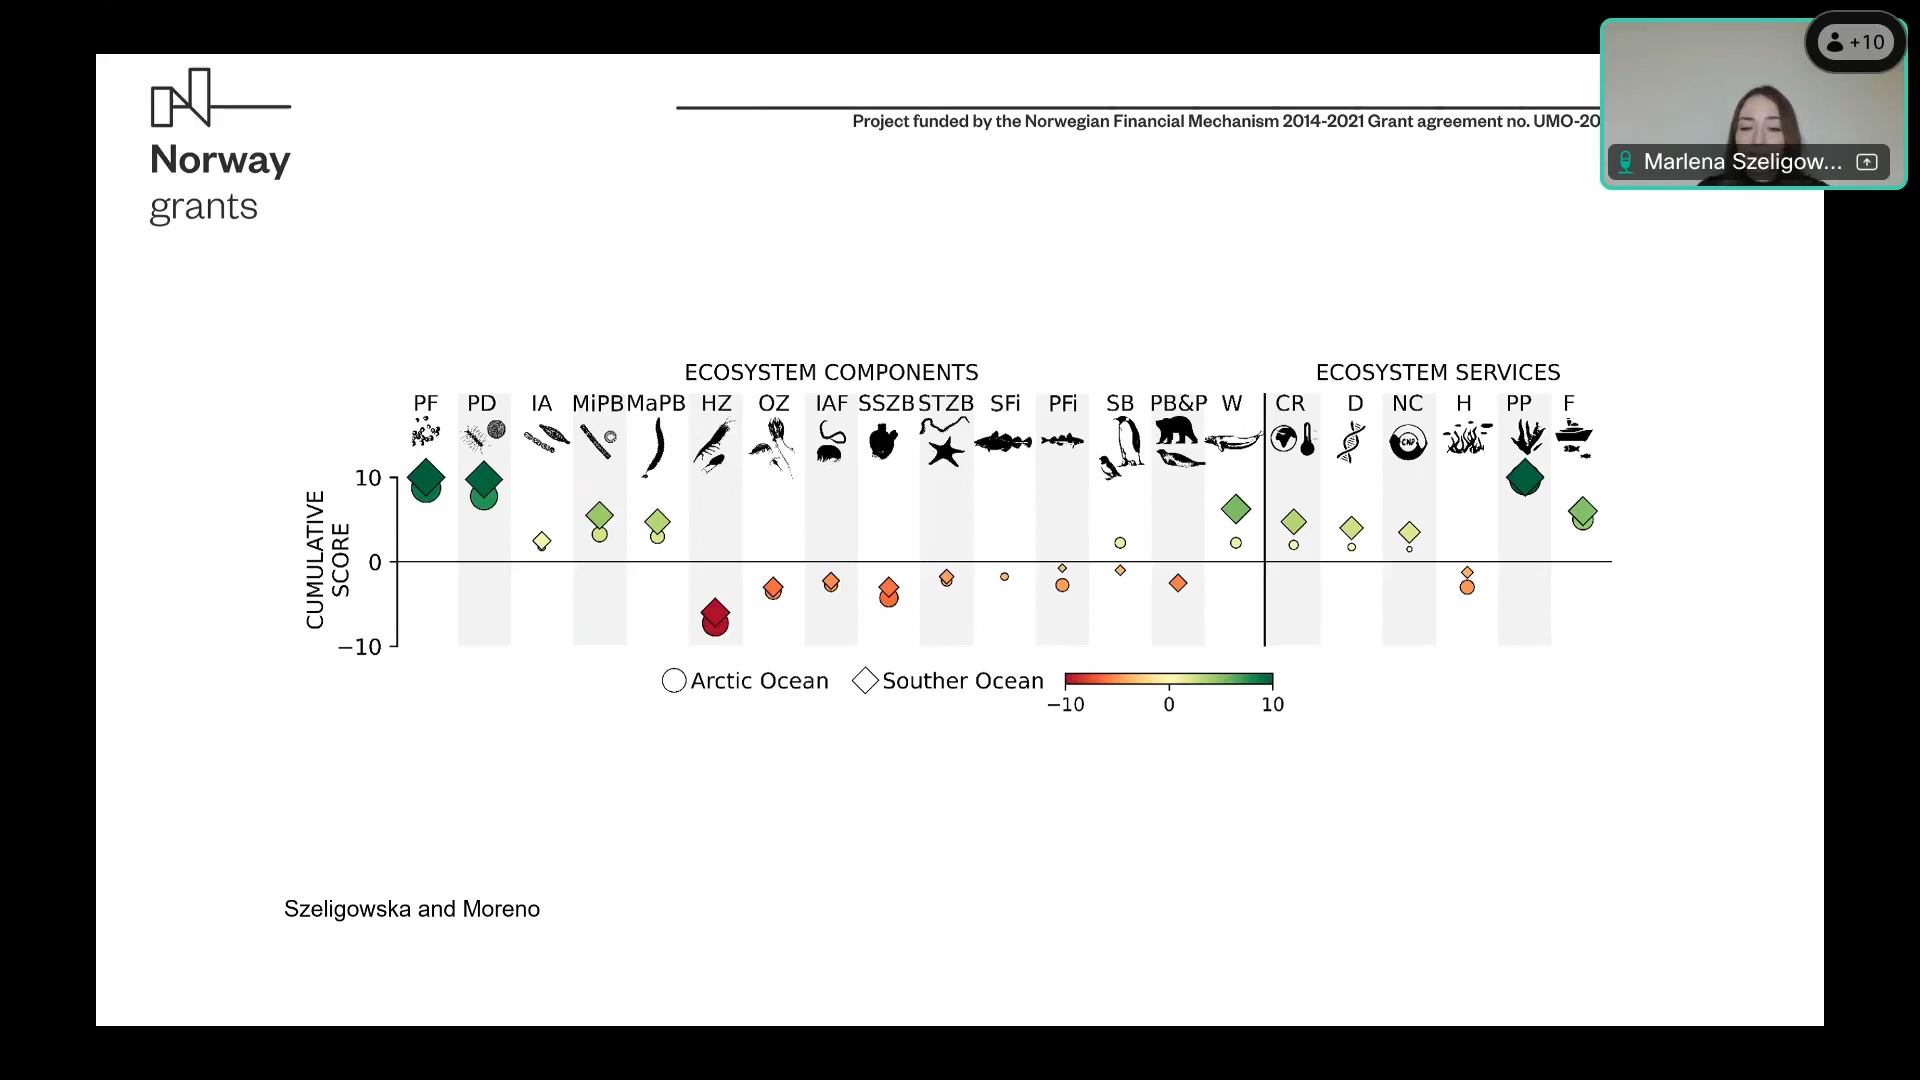 +10
Marlena Szeligow...
Norway
grants
Project funded by the Norwegian Financial Mechanism 2014-2021 Grant agreement no. UMO-20
ECOSYSTEM COMPONENTS
ECOSYSTEM SERVICES
PF PD IA MiPB MaPB HZ OZ IAF SSZB STZB SFi PFi SB PB&P W CR D NC H PP F
CNP
CUMULATIVE
SCORE
10
0
−10
Arctic Ocean
Souther Ocean
−10 0 10
Szeligowska and Moreno